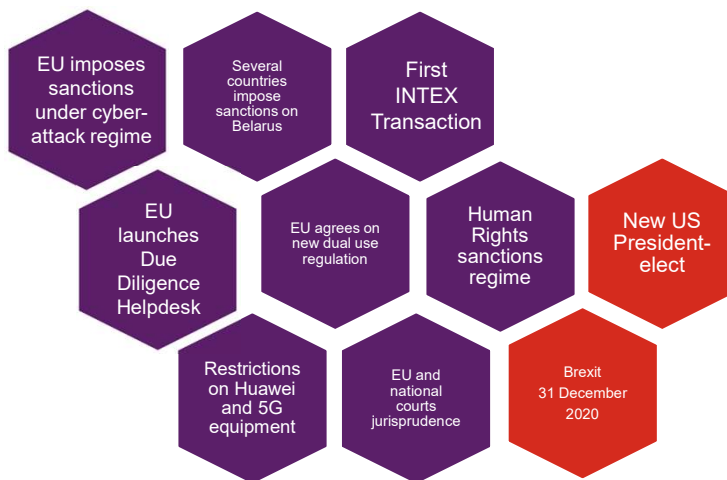 EU imposes
sanctions
under cyber-
attack regime
Several
countries
impose
sanctions on
Belarus
First
INTEX
Transaction
EU
launches
Due
Diligence
Helpdesk
EU agrees on
new dual use
regulation
Human
Rights
sanctions
regime
New US
President-
elect
Restrictions
on Huawei
and 5G
equipment
EU and
national
courts
jurisprudence
Brexit
31 December
2020